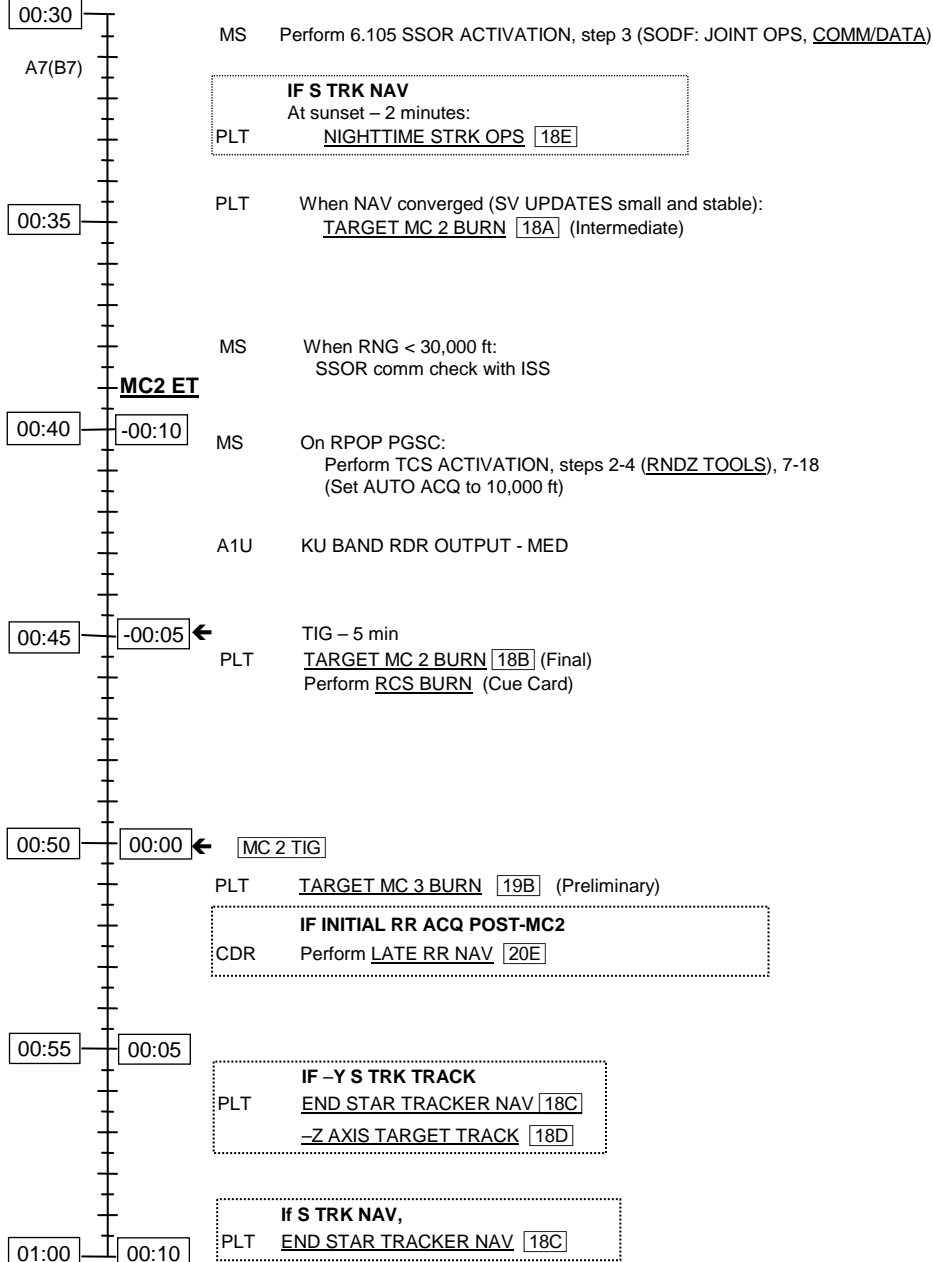 00:30
MS Perform 6.105 SSOR ACTIVATION, step 3 (SODF: JOINT OPS, COMM/DATA)
A7(B7)
IF S TRK NAV
At sunset – 2 minutes:
PLT NIGHTTIME STRK OPS 18E
PLT When NAV converged (SV UPDATES small and stable):
00:35 TARGET MC 2 BURN 18A (Intermediate)
MS When RNG < 30,000 ft:
SSOR comm check with ISS
MC2 ET
00:40 -00:10
MS On RPOP PGSC:
Perform TCS ACTIVATION, steps 2-4 (RNDZ TOOLS), 7-18
(Set AUTO ACQ to 10,000 ft)
A1U KU BAND RDR OUTPUT - MED
00:45 -00:05 ← TIG – 5 min
PLT TARGET MC 2 BURN 18B (Final)
Perform RCS BURN (Cue Card)
00:50 00:00 ← MC 2 TIG
PLT TARGET MC 3 BURN 19B (Preliminary)
IF INITIAL RR ACQ POST-MC2
CDR Perform LATE RR NAV 20E
00:55 00:05
IF –Y S TRK TRACK
PLT END STAR TRACKER NAV 18C
–Z AXIS TARGET TRACK 18D
If S TRK NAV,
PLT END STAR TRACKER NAV 18C
01:00 00:10